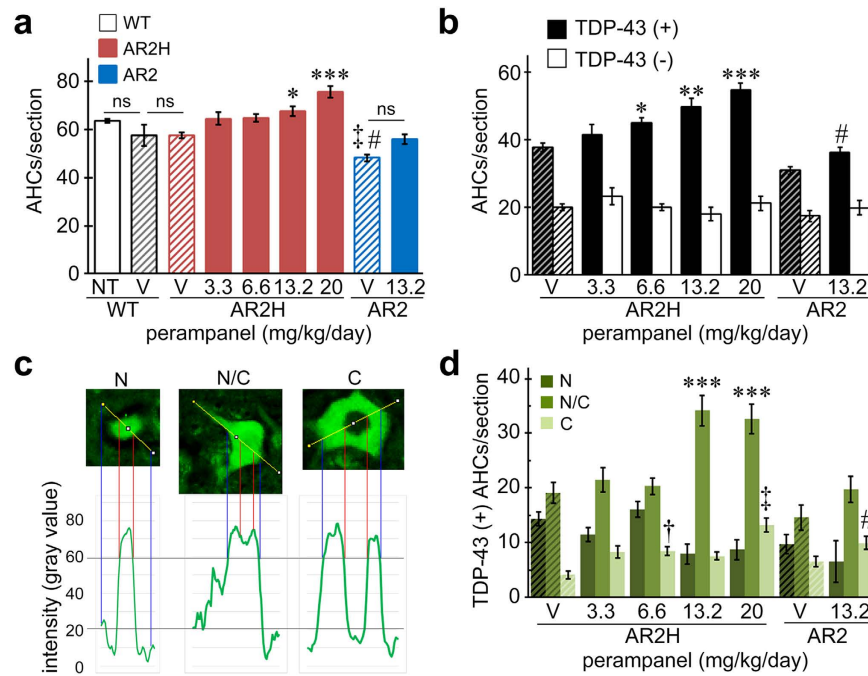 a
WT
AR2H
AR2
AHCs/section
80
60
40
20
0
ns
ns
*
***
‡ #
ns
NT V V 3.3 6.6 13.2 20 V 13.2
WT AR2H AR2
perampanel (mg/kg/day)
b
TDP-43 (+)
TDP-43 (-)
AHCs/section
60
40
20
0
*
**
***
#
V 3.3 6.6 13.2 20 V 13.2
AR2H AR2
perampanel (mg/kg/day)
c
N N/C C
intensity (gray value)
80
60
40
20
0
d
N
N/C
C
TDP-43 (+) AHCs/section
40
30
20
10
0
***
***
†
‡
#
V 3.3 6.6 13.2 20 V 13.2
AR2H AR2
perampanel (mg/kg/day)